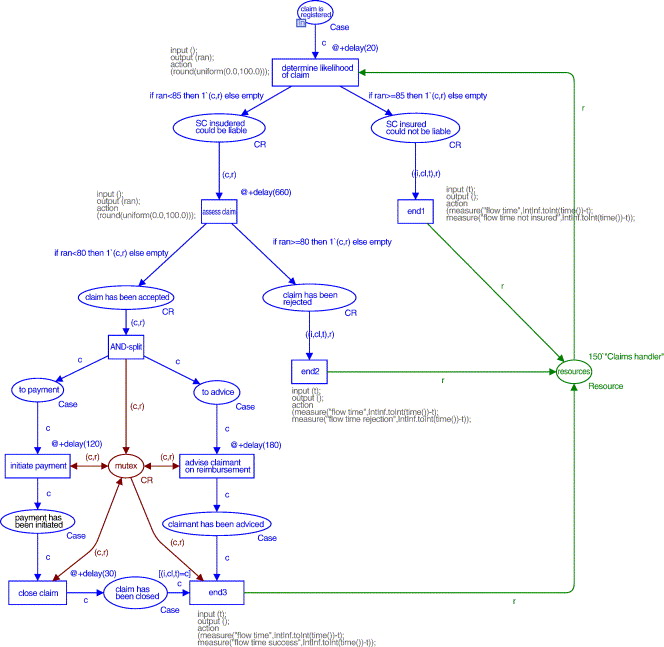 claim is
registered
In
Case
c
@+delay(20)
input ();
output (ran);
action
(round(uniform(0.0,100.0)));
determine likelihood
of claim
r
if ran<85 then 1`(c,r) else empty
if ran>=85 then 1`(c,r) else empty
SC insudered
could be liable
CR
SC insured
could not be liable
CR
(c,r)
((i,cl,t),r)
input ();
output (ran);
action
(round(uniform(0.0,100.0)));
@+delay(660)
assess claim
end1
input (t);
output ();
action
(measure("flow time",IntInf.toInt(time())-t);
measure("flow time not insured",IntInf.toInt(time())-t));
if ran<80 then 1`(c,r) else empty
if ran>=80 then 1`(c,r) else empty
r
claim has been accepted
CR
claim has been
rejected
CR
(c,r)
((i,cl,t),r)
AND-split
150`"Claims handler"
resources
Resource
c
c
end2
r
to payment
Case
(c,r)
to advice
Case
input (t);
output ();
action
(measure("flow time",IntInf.toInt(time())-t);
measure("flow time rejection",IntInf.toInt(time())-t));
c
c
@+delay(120)
@+delay(180)
initiate payment
(c,r)
mutex
CR
(c,r)
advise claimant
on reimbursement
c
c
payment has
been initiated
Case
claimant has been adviced
Case
c
(c,r)
(c,r)
c
@+delay(30)
[(i,cl,t)=c]
close claim
c
claim has
been closed
Case
c
end3
r
input (t);
output ();
action
(measure("flow time",IntInf.toInt(time())-t);
measure("flow time success",IntInf.toInt(time())-t));